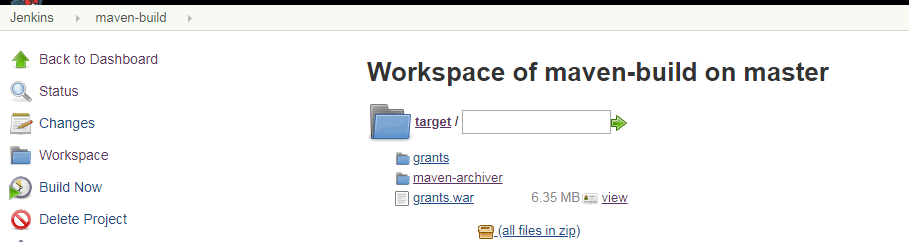 Jenkins maven-build
Back to Dashboard
Status
Changes
Workspace
Build Now
Delete Project
Workspace of maven-build on master
target /
grants
maven-archiver
grants.war 6.35 MB view
(all files in zip)